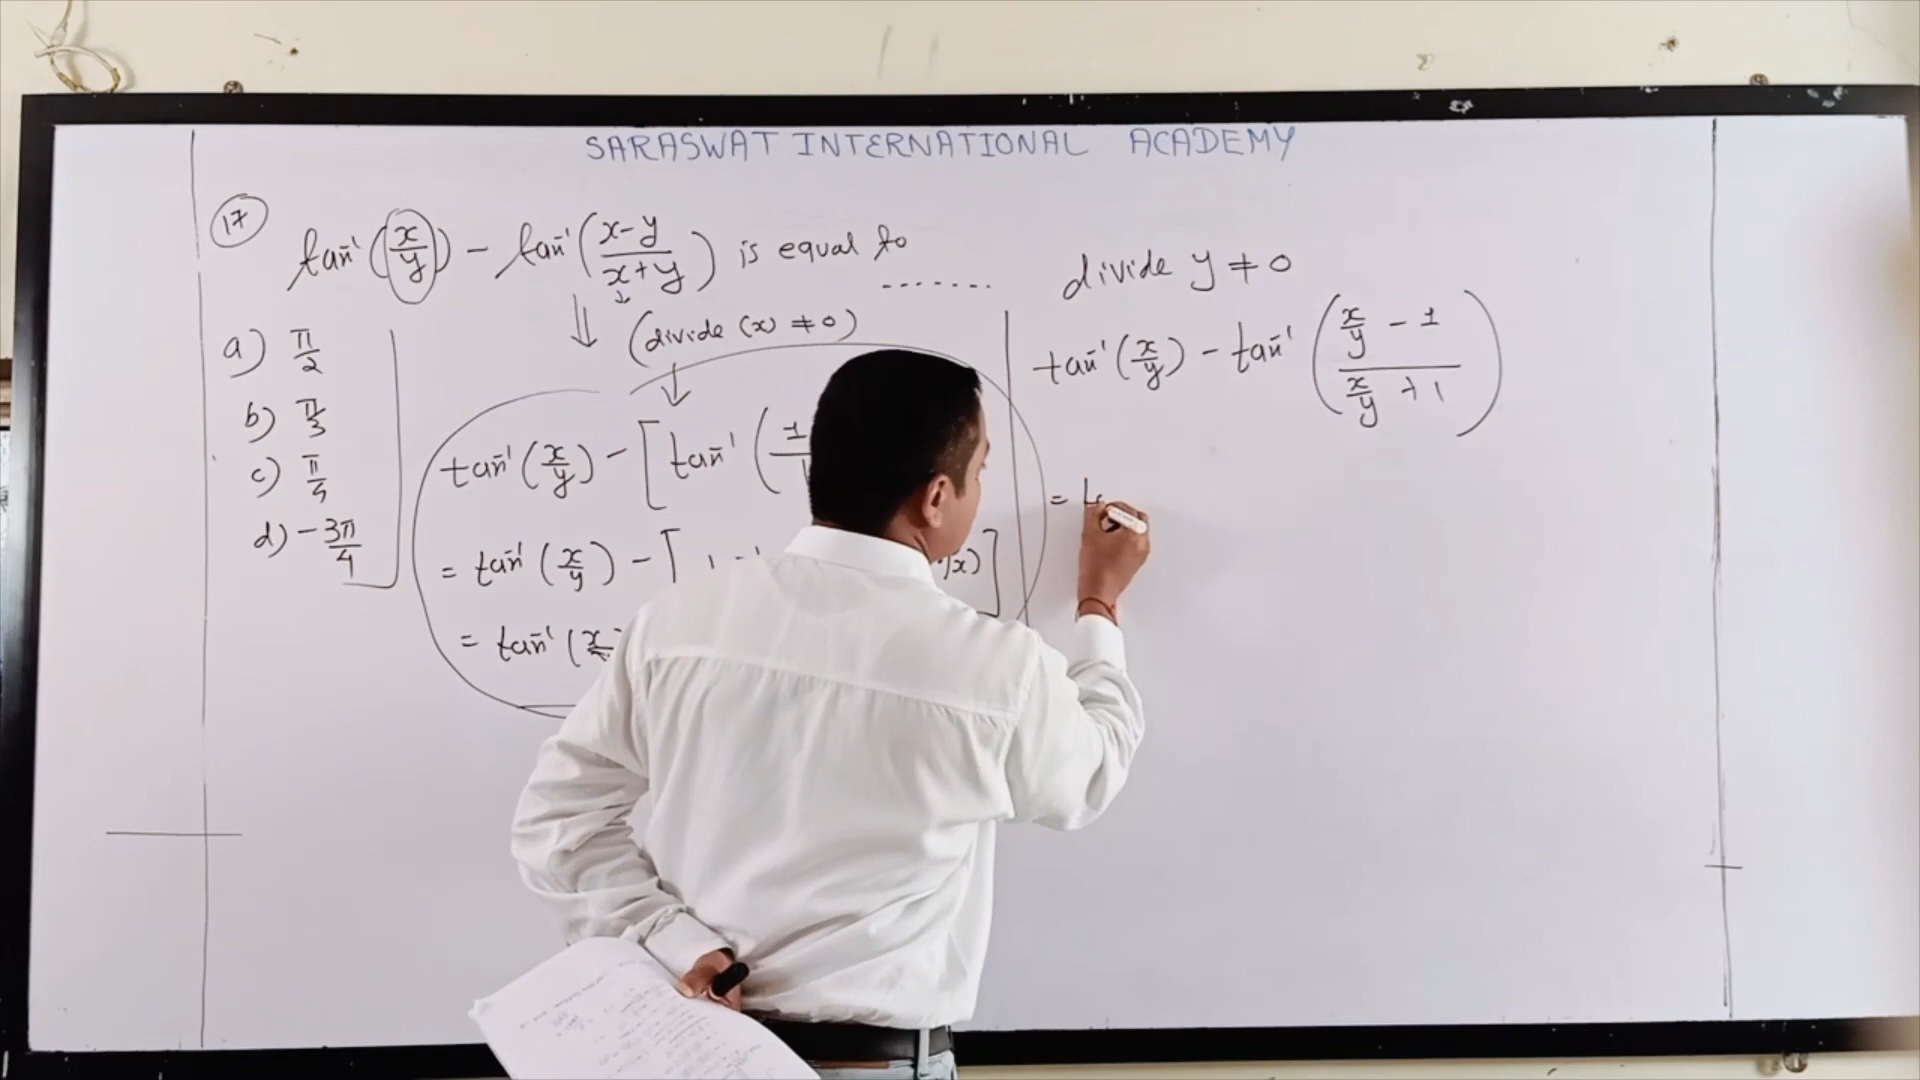 SARASWAT INTERNATIONAL ACADEMY
17
tan⁻¹(x/y) - tan⁻¹((x-y)/(x+y)) is equal to .......
a) π/2
b) π/3
c) π/4
d) -3π/4
(divide (x) ≠ 0)
tan⁻¹(x/y) - [tan⁻¹(1
= tan⁻¹(x/y) - [ /x)]
= tan⁻¹(x
divide y ≠ 0
tan⁻¹(x/y) - tan⁻¹((x/y - 1)/(x/y + 1))
= ta